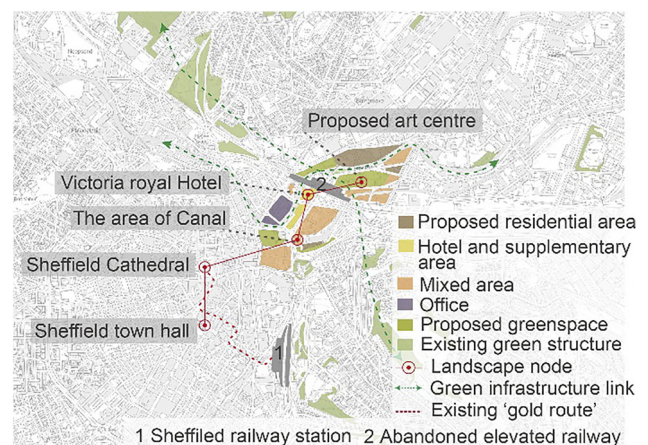 Proposed art centre
Victoria royal Hotel
2
The area of Canal
Sheffield Cathedral
Sheffield town hall
1
Proposed residential area
Hotel and supplementary
area
Mixed area
Office
Proposed greenspace
Existing green structure
Landscape node
Green infrastructure link
Existing ‘gold route’
1 Sheffiled railway station 2 Abandoned elevated railway